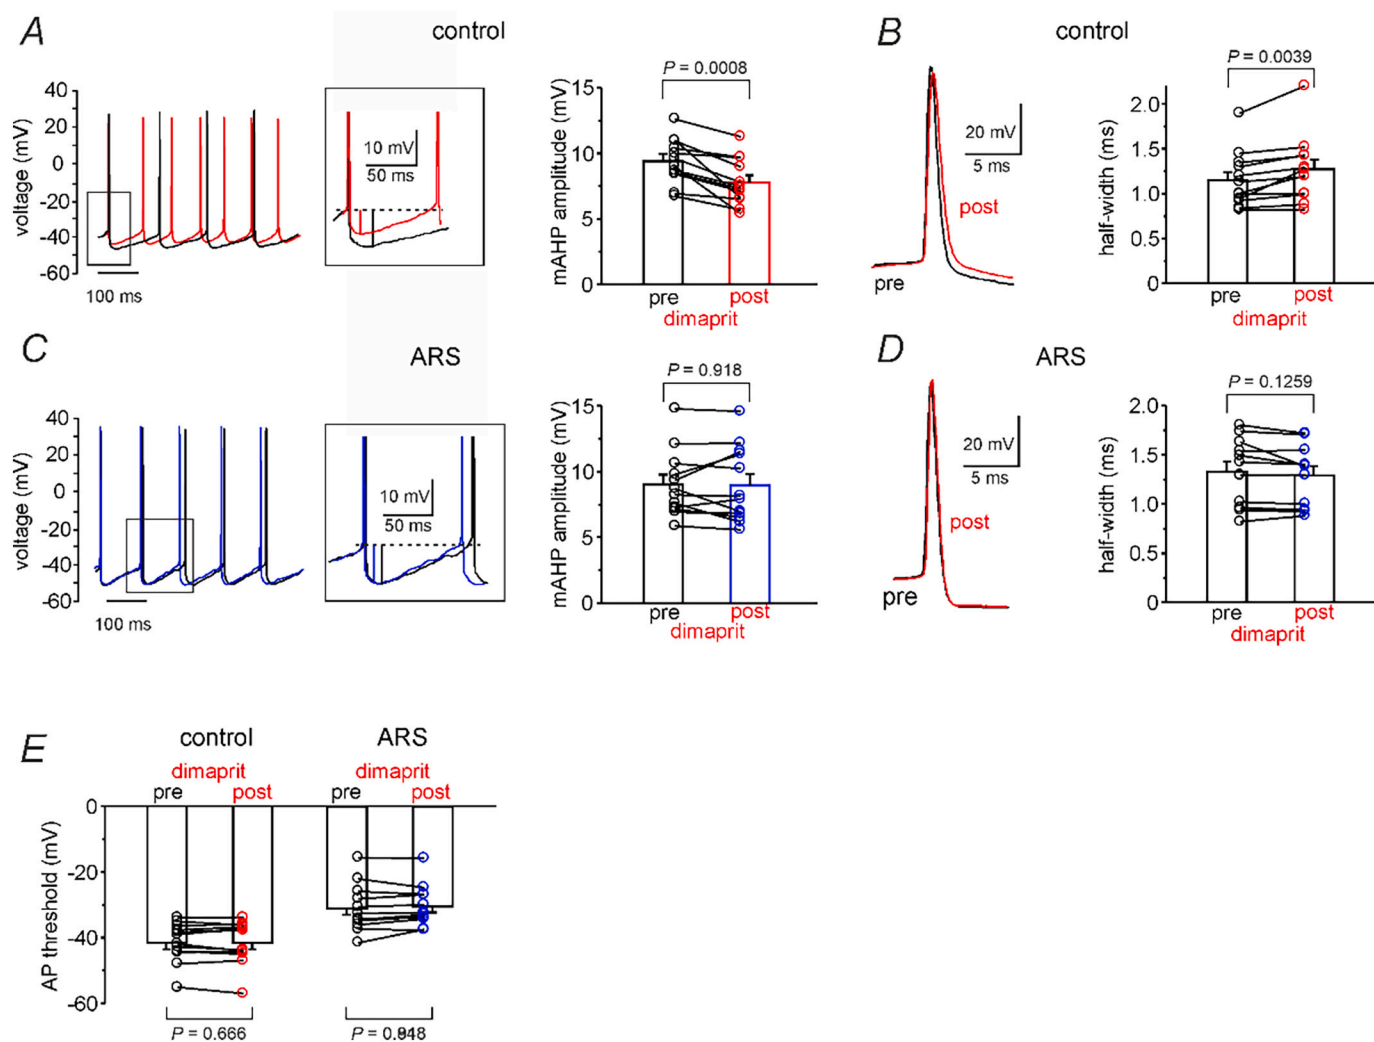 A
control
voltage (mV)
40
20
0
-20
-40
-60
100 ms
10 mV
50 ms
P = 0.0008
mAHP amplitude (mV)
15
10
5
0
pre
post
dimaprit
B
control
20 mV
5 ms
post
pre
P = 0.0039
half-width (ms)
2.0
1.5
1.0
0.5
0
pre
post
dimaprit
C
ARS
voltage (mV)
40
20
0
-20
-40
-60
100 ms
10 mV
50 ms
P = 0.918
mAHP amplitude (mV)
15
10
5
0
pre
post
dimaprit
D
ARS
20 mV
5 ms
post
pre
P = 0.1259
half-width (ms)
2.0
1.5
1.0
0.5
0
pre
post
dimaprit
E
control
ARS
dimaprit
dimaprit
pre
post
pre
post
AP threshold (mV)
0
-20
-40
-60
P = 0.666
P =